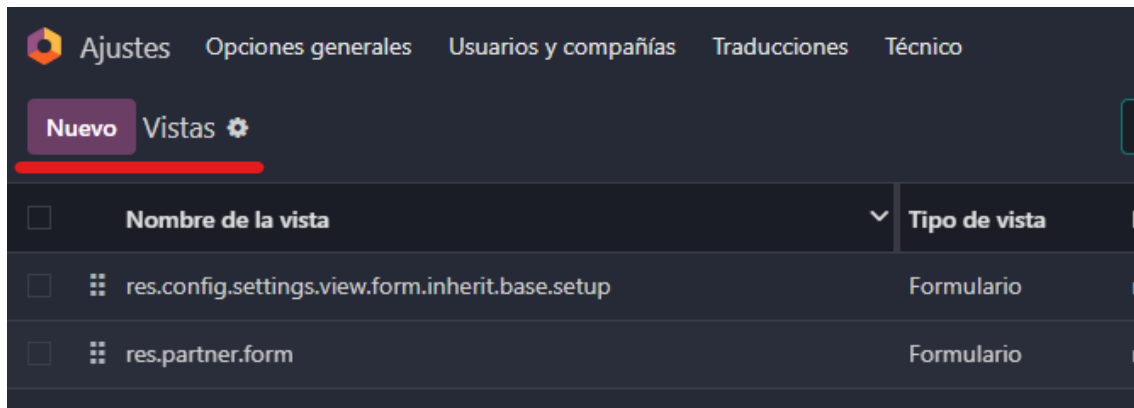 Ajustes Opciones generales Usuarios y compañías Traducciones Técnico
Nuevo Vistas
Nombre de la vista Tipo de vista
res.config.settings.view.form.inherit.base.setup Formulario
res.partner.form Formulario